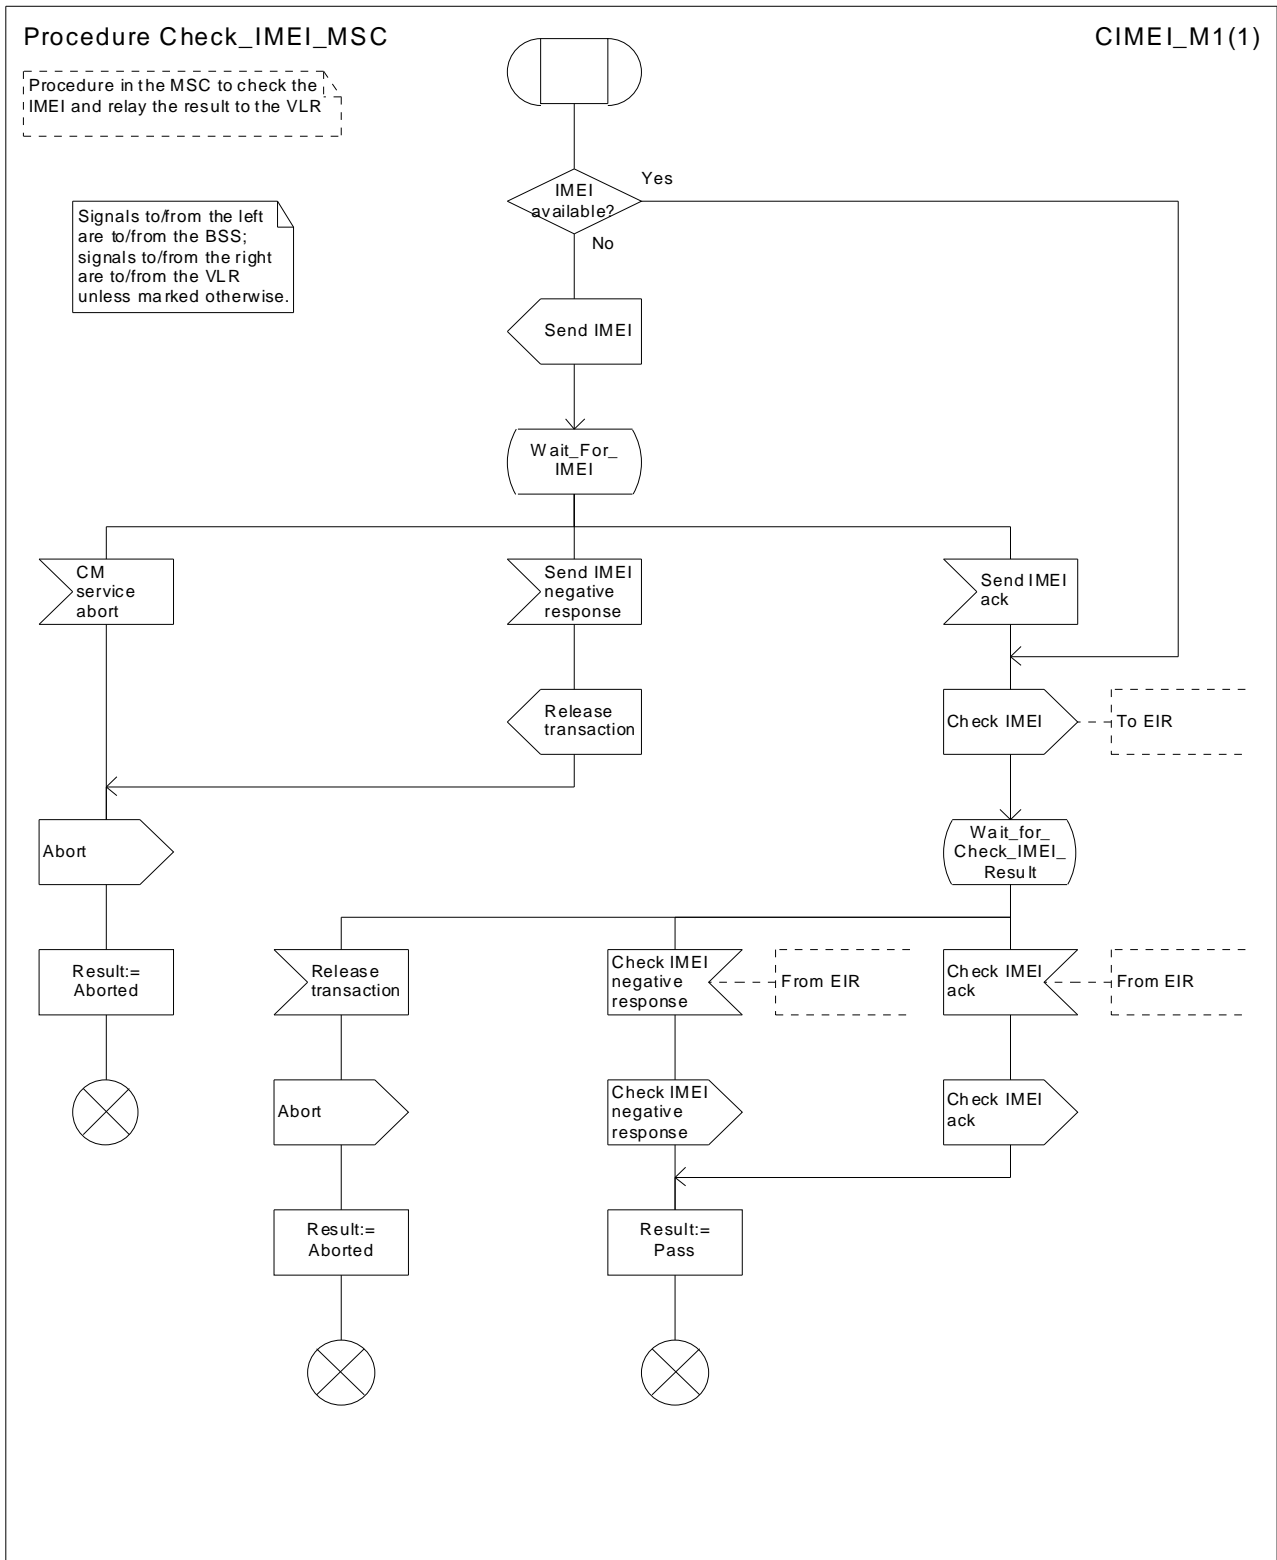 Procedure Check_IMEI_MSC
CIMEI_M1(1)
Procedure in the MSC to check the
IMEI and relay the result to the VLR
Signals to/from the left
are to/from the BSS;
signals to/from the right
are to/from the VLR
unless marked otherwise.
IMEI
available?
Yes
No
Send IMEI
Wait_For_
IMEI
CM
service
abort
Send IMEI
negative
response
Send IMEI
ack
Release
transaction
Check IMEI
To EIR
Abort
Wait_for_
Check_IMEI_
Result
Result:=
Aborted
Release
transaction
Check IMEI
negative
response
From EIR
Check IMEI
ack
From EIR
Abort
Check IMEI
negative
response
Check IMEI
ack
Result:=
Aborted
Result:=
Pass